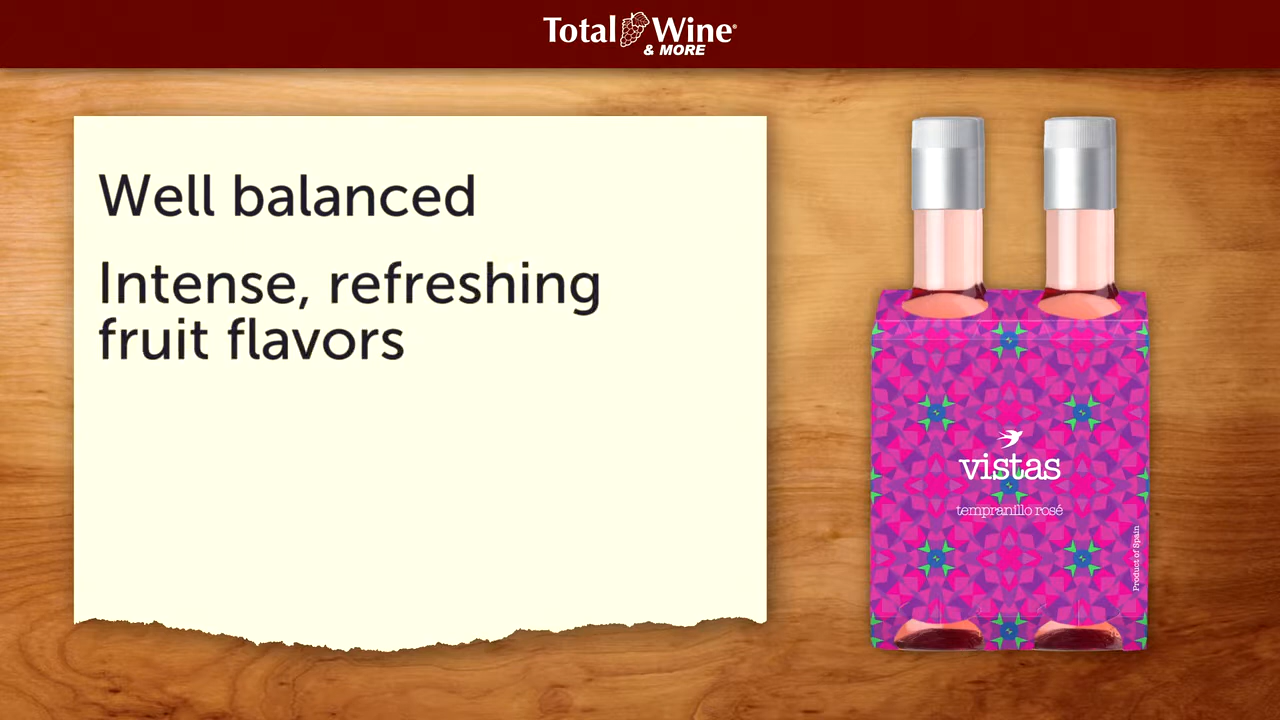 Total Wine®
& MORE
Well balanced
Intense, refreshing
fruit flavors
vistas
tempranillo rosé
Product of Spain